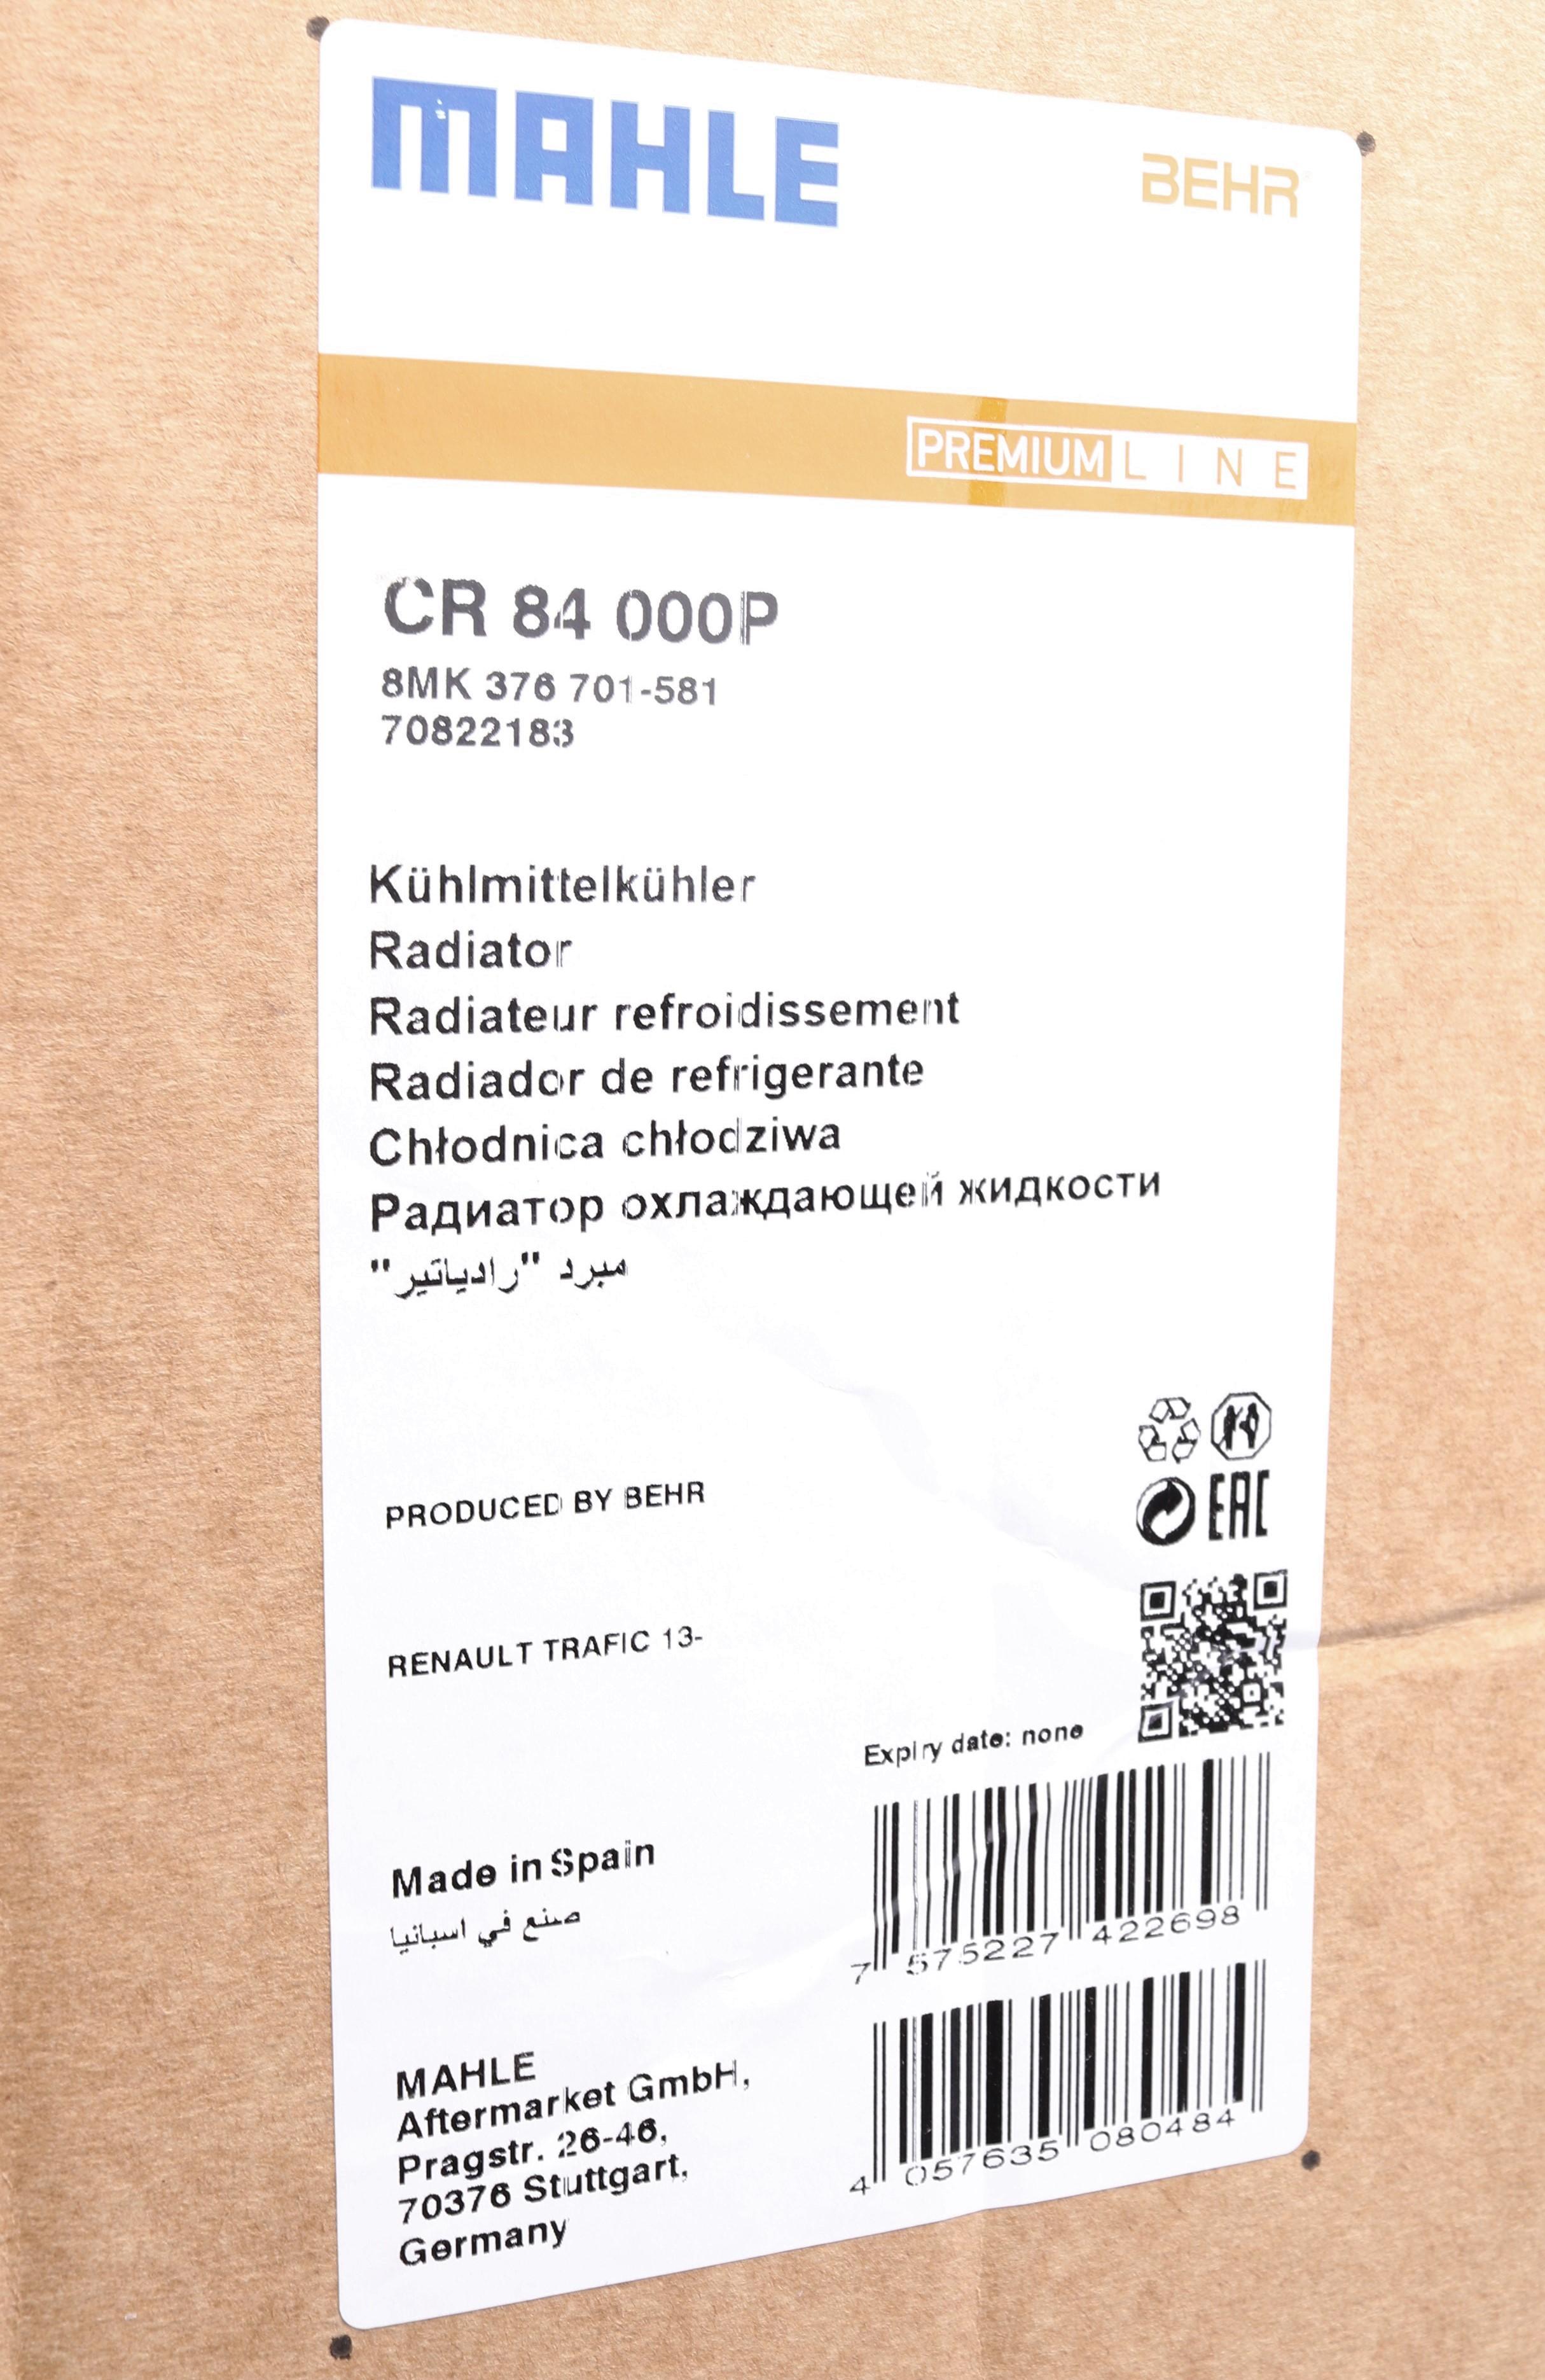 MAHLE
BEHR
PREMIUM LINE
CR 84 000P
8MK 376 701-581
70822183
Kühlmittelkühler
Radiator
Radiateur refroidissement
Radiador de refrigerante
Chłodnica chłodziwa
Радиатор охлаждающей жидкости
مبرد "رادياتير"
PRODUCED BY BEHR
EAC
RENAULT TRAFIC 13-
Expiry date: none
Made in Spain
صنع في اسبانيا
7 575227 422698
MAHLE
Aftermarket GmbH,
Pragstr. 26-46,
70376 Stuttgart,
Germany
4 057635 080484